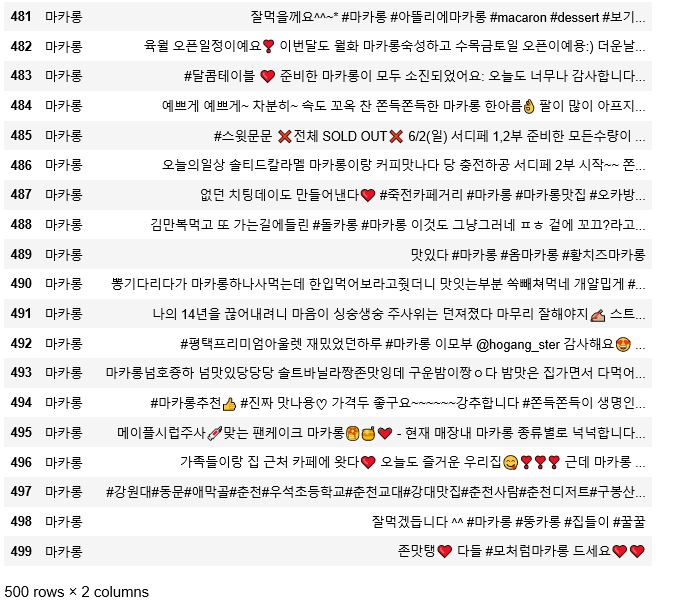 481 마카롱 잘먹을께요^^~* #마카롱 #아뜰리에마카롱 #macaron #dessert #보기...
482 마카롱 육월 오픈일정이예요❣ 이번달도 월화 마카롱숙성하고 수목금토일 오픈이예용:) 더운날...
483 마카롱 #달콤테이블 ❤ 준비한 마카롱이 모두 소진되었어요: 오늘도 너무나 감사합니다...
484 마카롱 예쁘게 예쁘게~ 차분히~ 속도 꼬옥 찬 쫀득쫀득한 마카롱 한아름👌 팔이 많이 아프지...
485 마카롱 #스윗문문 ❌전체 SOLD OUT❌ 6/2(일) 서디페 1,2부 준비한 모든수량이 ...
486 마카롱 오늘의일상 솔티드칼라멜 마카롱이랑 커피맛나다 당 충전하공 서디페 2부 시작~~ 쫀...
487 마카롱 없던 치팅데이도 만들어낸다❤ #죽전카페거리 #마카롱 #마카롱맛집 #오카방...
488 마카롱 김만복먹고 또 가는길에들린 #돌카롱 #마카롱 이것도 그냥그러네 ㅍㅎ 겉에 꼬끄?라고...
489 마카롱 맛있다 #마카롱 #옴마카롱 #황치즈마카롱
490 마카롱 뽕기다리다가 마카롱하나사먹는데 한입먹어보라고줫더니 맛잇는부분 쏙빼쳐먹네 개얄밉게 #...
491 마카롱 나의 14년을 끊어내려니 마음이 싱숭생숭 주사위는 던져졌다 마무리 잘해야지✍ 스트...
492 마카롱 #평택프리미엄아울렛 재밌었던하루 #마카롱 이모부 @hogang_ster 감사해요😍 ...
493 마카롱 마카롱넘호증하 넘맛있당당당 솔트바닐라짱존맛잉데 구운밤이짱ㅇ다 밤맛은 집가면서 다먹어...
494 마카롱 #마카롱추천👍 #진짜 맛나용♡ 가격두 좋구요~~~~~~강추합니다 #쫀득쫀득이 생명인...
495 마카롱 메이플시럽주사💉맞는 팬케이크 마카롱🥞🍯❤ - 현재 매장내 마카롱 종류별로 넉넉합니다...
496 마카롱 가족들이랑 집 근처 카페에 왓다❤ 오늘도 즐거운 우리집😋❣❣❣ 근데 마카롱 ...
497 마카롱 #강원대#동문#애막골#춘천#우석초등학교#춘천교대#강대맛집#춘천사람#춘천디저트#구봉산...
498 마카롱 잘먹겠듭니다 ^^ #마카롱 #뚱카롱 #집들이 #꿀꿀
499 마카롱 존맛탱❤ 다들 #모처럼마카롱 드세요❤❤
500 rows × 2 columns